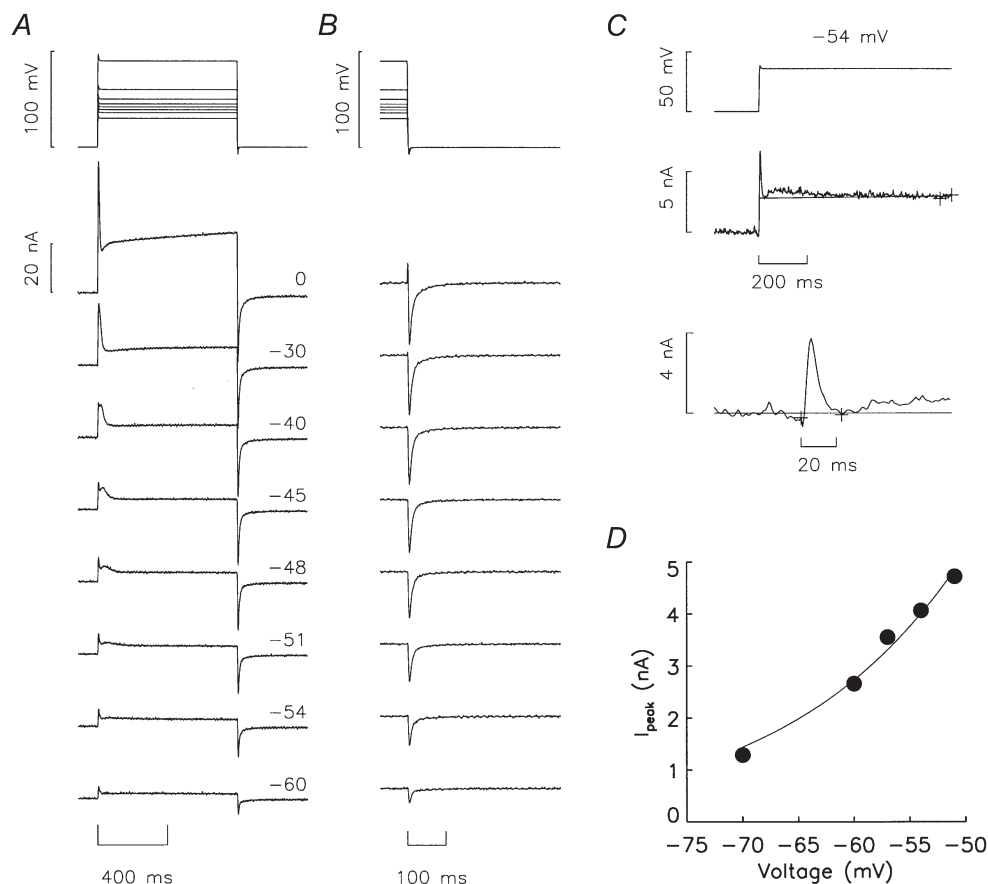 A
100 mV
20 nA
0
−30
−40
−45
−48
−51
−54
−60
400 ms
B
100 mV
100 ms
C
−54 mV
50 mV
5 nA
200 ms
4 nA
20 ms
D
I peak (nA)
5
4
3
2
1
0
−75 −70 −65 −60 −55 −50
Voltage (mV)